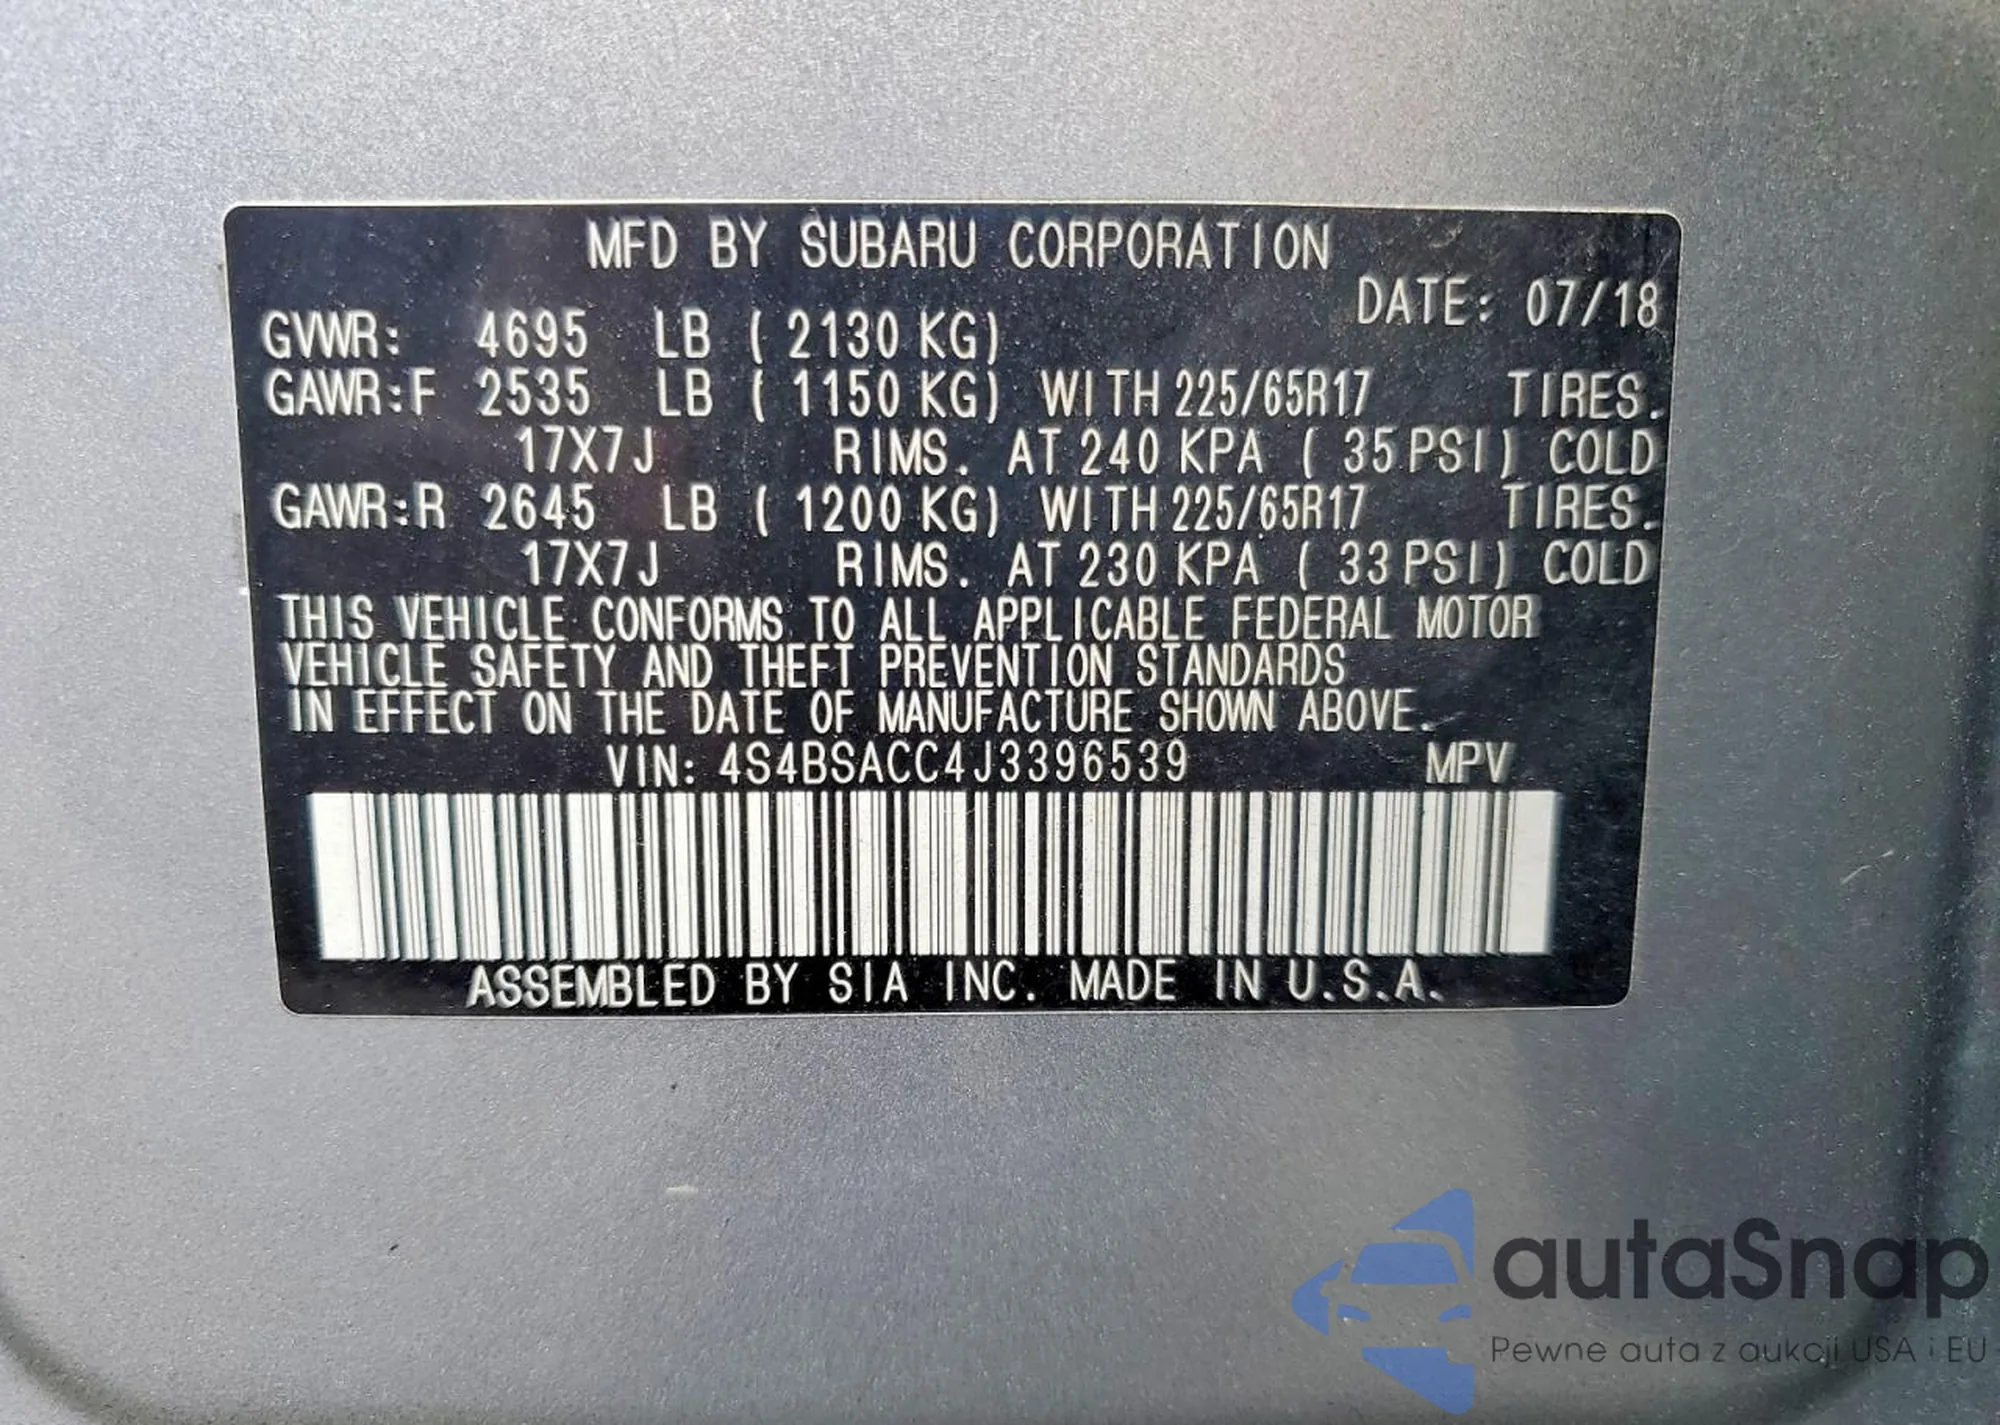 MFD BY SUBARU CORPORATION
DATE: 07/18
GVWR: 4695 LB ( 2130 KG)
GAWR:F 2535 LB ( 1150 KG) WITH 225/65R17 TIRES.
17X7J RIMS. AT 240 KPA ( 35 PSI) COLD
GAWR:R 2645 LB ( 1200 KG) WITH 225/65R17 TIRES.
17X7J RIMS. AT 230 KPA ( 33 PSI) COLD
THIS VEHICLE CONFORMS TO ALL APPLICABLE FEDERAL MOTOR
VEHICLE SAFETY AND THEFT PREVENTION STANDARDS
IN EFFECT ON THE DATE OF MANUFACTURE SHOWN ABOVE.
VIN: 4S4BSACC4J3396539 MPV
ASSEMBLED BY SIA INC. MADE IN U.S.A.
autaSnap
Pewne auta z aukcji USA i EU